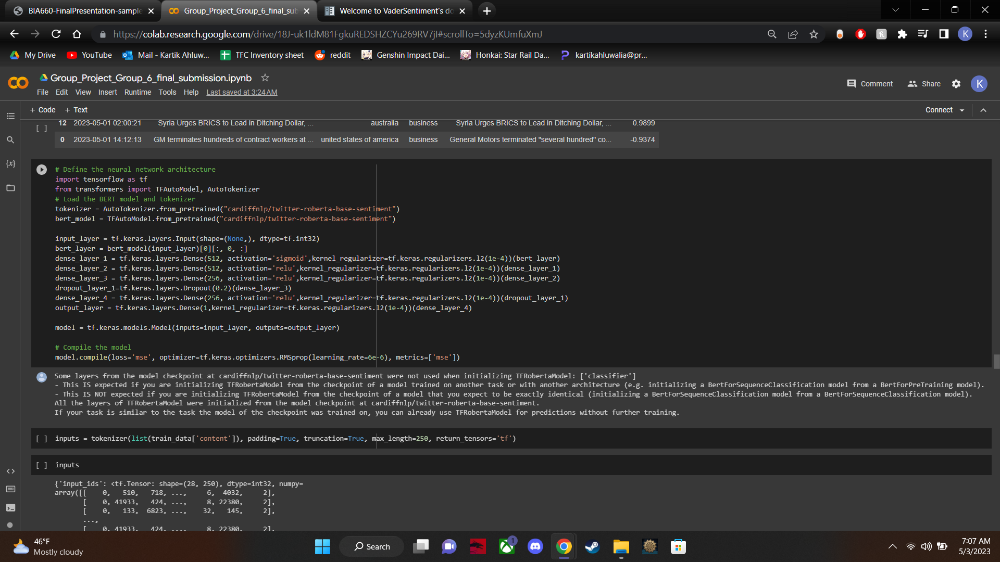 BIA660-FinalPresentation-sample
Group_Project_Group_6_final_sub
Welcome to VaderSentiment's do
https://colab.research.google.com/drive/18J-uk1ldM81FgkuREDSHZCYu269RV7jI#scrollTo=5dyzKUmfuXmJ
K
My Drive YouTube Mail - Kartik Ahluw... TFC Inventory sheet reddit Genshin Impact Dai... Honkai: Star Rail Da... kartikahluwalia@pr...
Group_Project_Group_6_final_submission.ipynb
Comment Share K
File Edit View Insert Runtime Tools Help Last saved at 3:24 AM
+ Code + Text Connect
[ ] 12 2023-05-01 02:00:21 Syria Urges BRICS to Lead in Ditching Dollar, ... australia business Syria Urges BRICS to Lead in Ditching Dollar, ... 0.9899
0 2023-05-01 14:12:13 GM terminates hundreds of contract workers at ... united states of america business General Motors terminated "several hundred" co... -0.9374
{x}
# Define the neural network architecture
import tensorflow as tf
from transformers import TFAutoModel, AutoTokenizer
# Load the BERT model and tokenizer
tokenizer = AutoTokenizer.from_pretrained("cardiffnlp/twitter-roberta-base-sentiment")
bert_model = TFAutoModel.from_pretrained("cardiffnlp/twitter-roberta-base-sentiment")
input_layer = tf.keras.layers.Input(shape=(None,), dtype=tf.int32)
bert_layer = bert_model(input_layer)[0][:, 0, :]
dense_layer_1 = tf.keras.layers.Dense(512, activation='sigmoid',kernel_regularizer=tf.keras.regularizers.l2(1e-4))(bert_layer)
dense_layer_2 = tf.keras.layers.Dense(512, activation='relu',kernel_regularizer=tf.keras.regularizers.l2(1e-4))(dense_layer_1)
dense_layer_3 = tf.keras.layers.Dense(256, activation='relu',kernel_regularizer=tf.keras.regularizers.l2(1e-4))(dense_layer_2)
dropout_layer_1=tf.keras.layers.Dropout(0.2)(dense_layer_3)
dense_layer_4 = tf.keras.layers.Dense(256, activation='relu',kernel_regularizer=tf.keras.regularizers.l2(1e-4))(dropout_layer_1)
output_layer = tf.keras.layers.Dense(1,kernel_regularizer=tf.keras.regularizers.l2(1e-4))(dense_layer_4)
model = tf.keras.models.Model(inputs=input_layer, outputs=output_layer)
# Compile the model
model.compile(loss='mse', optimizer=tf.keras.optimizers.RMSprop(learning_rate=6e-6), metrics=['mse'])
Some layers from the model checkpoint at cardiffnlp/twitter-roberta-base-sentiment were not used when initializing TFRobertaModel: ['classifier']
- This IS expected if you are initializing TFRobertaModel from the checkpoint of a model trained on another task or with another architecture (e.g. initializing a BertForSequenceClassification model from a BertForPreTraining model).
- This IS NOT expected if you are initializing TFRobertaModel from the checkpoint of a model that you expect to be exactly identical (initializing a BertForSequenceClassification model from a BertForSequenceClassification model).
All the layers of TFRobertaModel were initialized from the model checkpoint at cardiffnlp/twitter-roberta-base-sentiment.
If your task is similar to the task the model of the checkpoint was trained on, you can already use TFRobertaModel for predictions without further training.
[ ] inputs = tokenizer(list(train_data['content']), padding=True, truncation=True, max_length=250, return_tensors='tf')
[ ] inputs
{'input_ids': <tf.Tensor: shape=(28, 250), dtype=int32, numpy=
array([[ 0, 510, 718, ..., 6, 4032, 2],
[ 0, 41933, 424, ..., 8, 22380, 2],
[ 0, 133, 6823, ..., 32, 145, 2],
...,
[ 0, 41933, 424, ..., 8, 22380, 2],
46°F
Mostly cloudy
Search
1
7:07 AM
5/3/2023